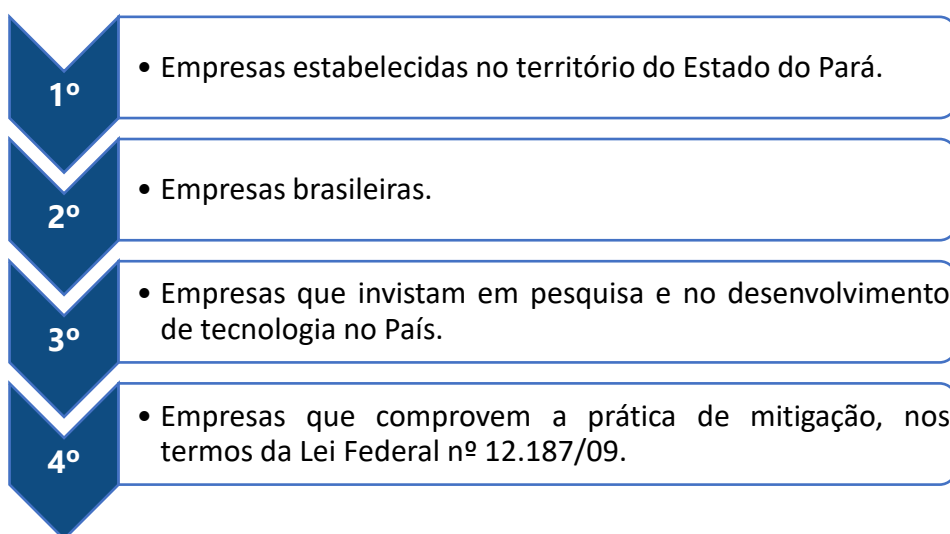 1º
• Empresas estabelecidas no território do Estado do Pará.
2º
• Empresas brasileiras.
3º
• Empresas que invistam em pesquisa e no desenvolvimento
de tecnologia no País.
4º
• Empresas que comprovem a prática de mitigação, nos
termos da Lei Federal nº 12.187/09.